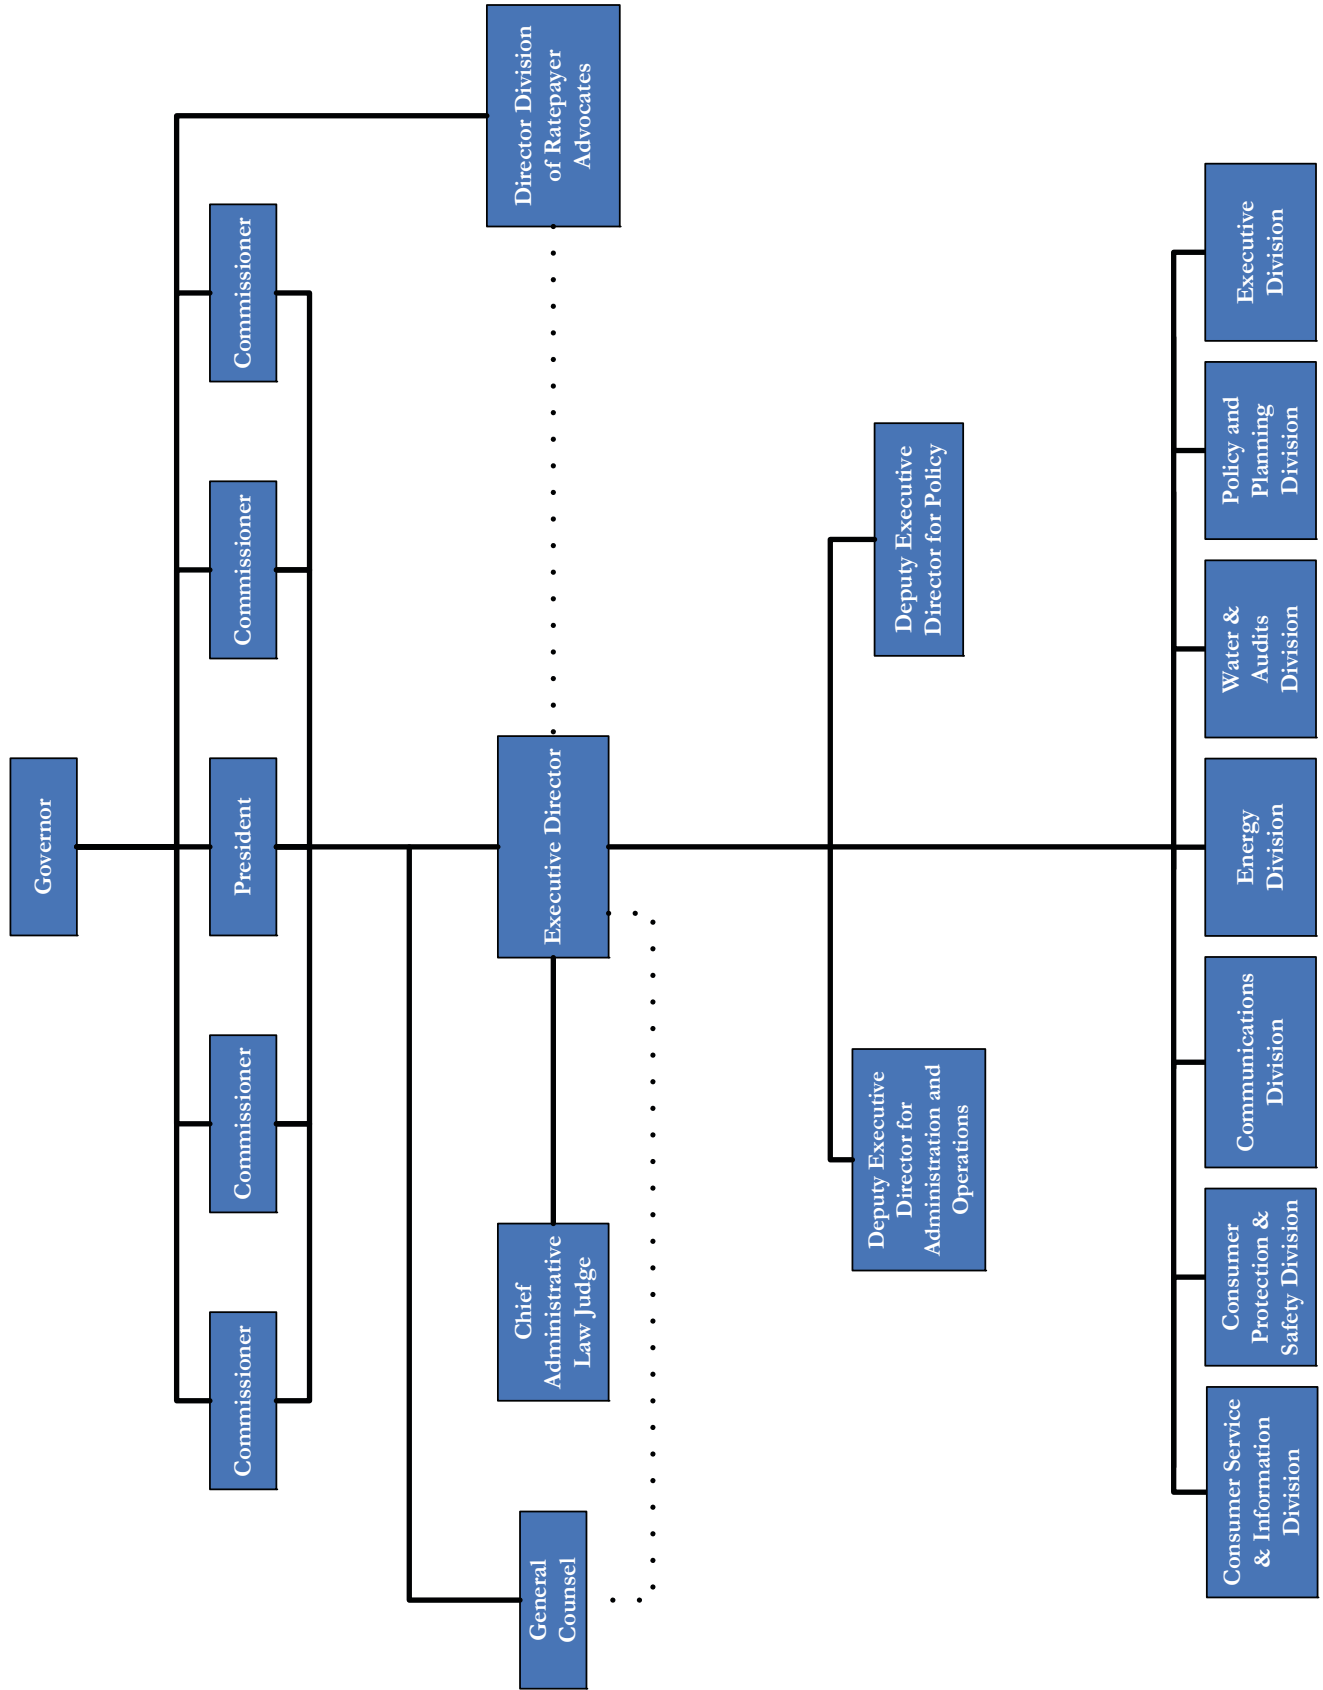 Governor
Commissioner
Commissioner
President
Commissioner
Commissioner
General
Counsel
Chief
Administrative
Law Judge
Executive Director
Director Division
of Ratepayer
Advocates
Deputy Executive
Director for
Administration and
Operations
Deputy Executive
Director for Policy
Consumer Service
& Information
Division
Consumer
Protection &
Safety Division
Communications
Division
Energy
Division
Water &
Audits
Division
Policy and
Planning
Division
Executive
Division